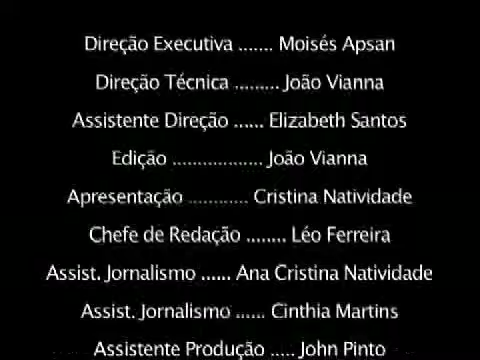 Direção Executiva ....... Moisés Apsan
Direção Técnica ......... João Vianna
Assistente Direção ...... Elizabeth Santos
Edição .................. João Vianna
Apresentação ............ Cristina Natividade
Chefe de Redação ........ Léo Ferreira
Assist. Jornalismo ...... Ana Cristina Natividade
Assist. Jornalismo ...... Cinthia Martins
Assistente Produção ..... John Pinto